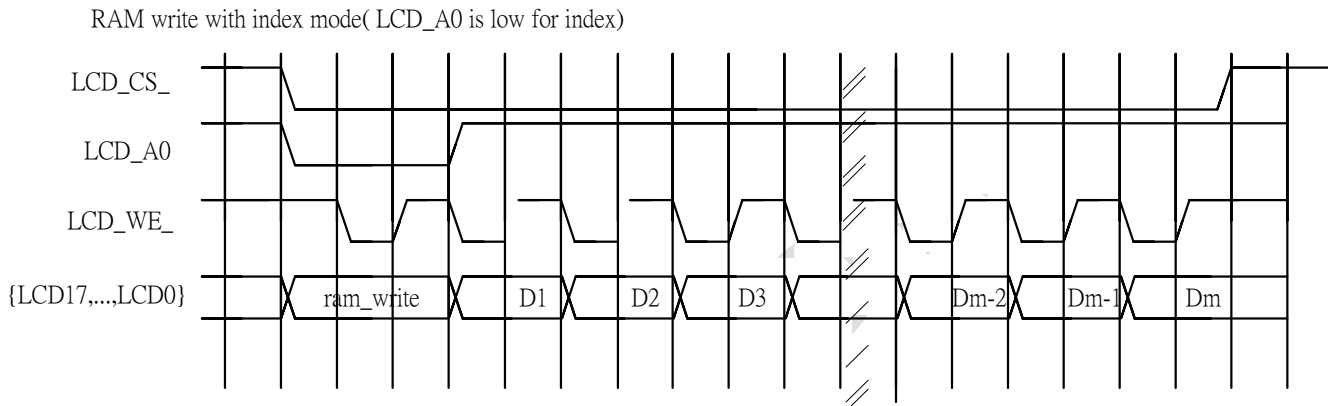 RAM write with index mode( LCD_A0 is low for index)
LCD_CS_
LCD_A0
LCD_WE_
{LCD17,...,LCD0}
ram_write
D1
D2
D3
Dm-2
Dm-1
Dm